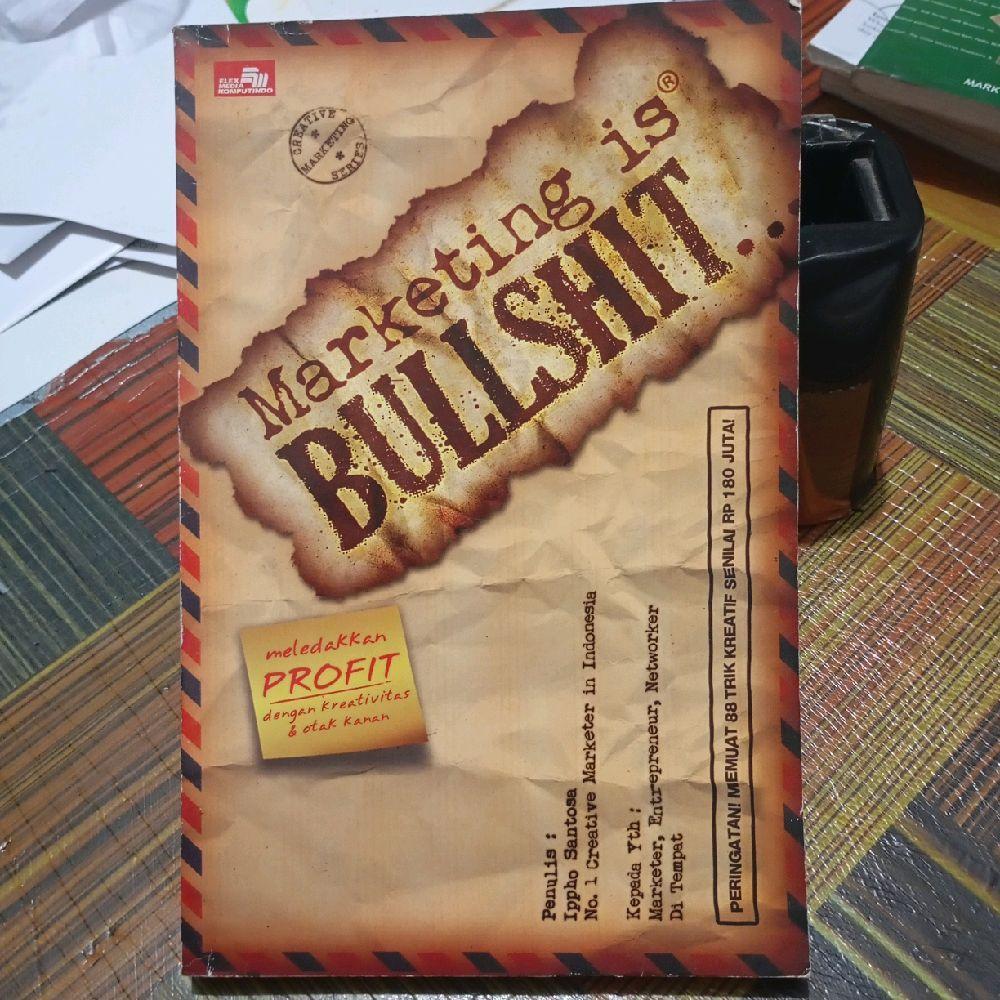 ELEX
MEDIA
KOMPUTINDO
CREATIVE
MARKETING
SERIES
Marketing is®
BULLSHIT...
meledakkan
PROFIT
dengan kreativitas
& otak kanan
Penulis :
Ippho Santosa
No. 1 Creative Marketer in Indonesia
Kepada Yth :
Marketer, Entrepreneur, Networker
Di Tempat
PERINGATAN! MEMUAT 88 TRIK KREATIF SENILAI RP 180 JUTA!
MARK